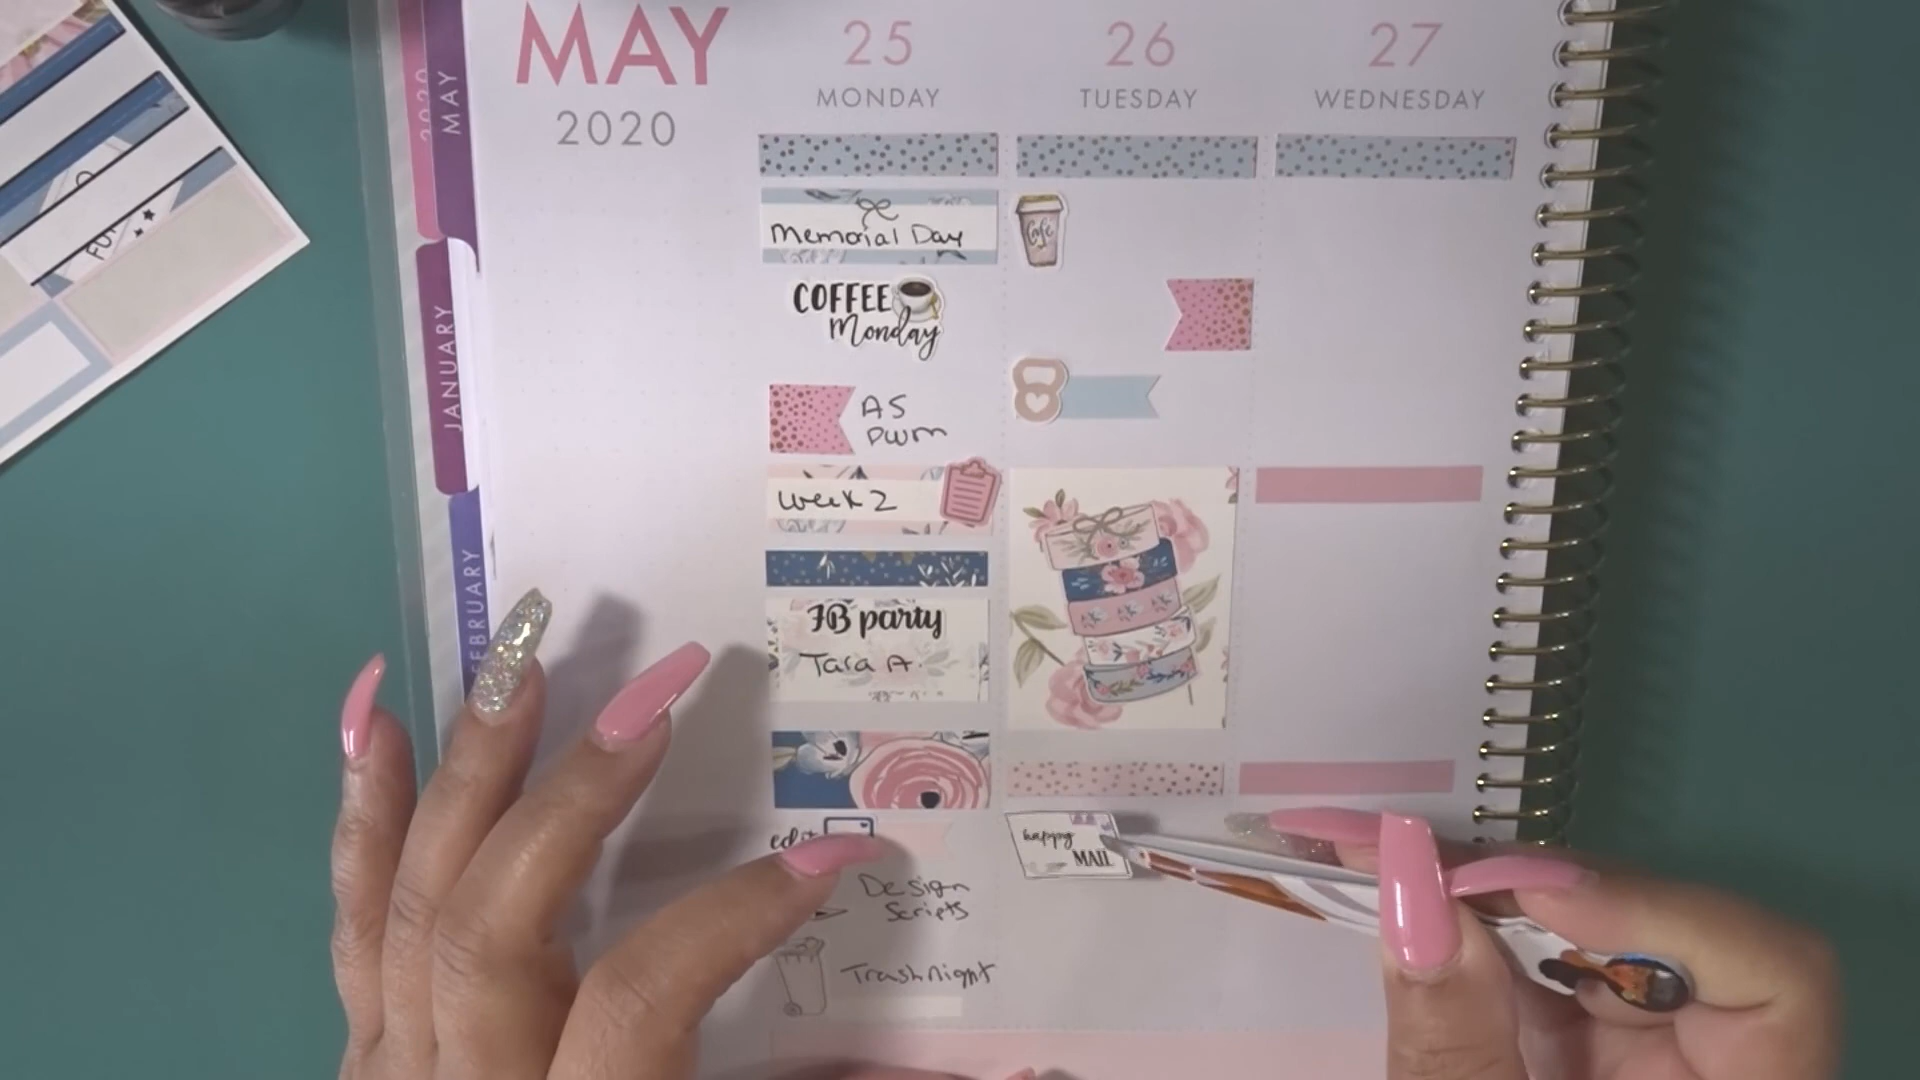 MAY
2020
25
MONDAY
26
TUESDAY
27
WEDNESDAY
2020
MAY
JANUARY
FEBRUARY
Memorial Day
Cafe
COFFEE
Monday
AS
PWM
Week 2
FB party
Tara A.
happy
MAIL
Design
Scripts
Trash night